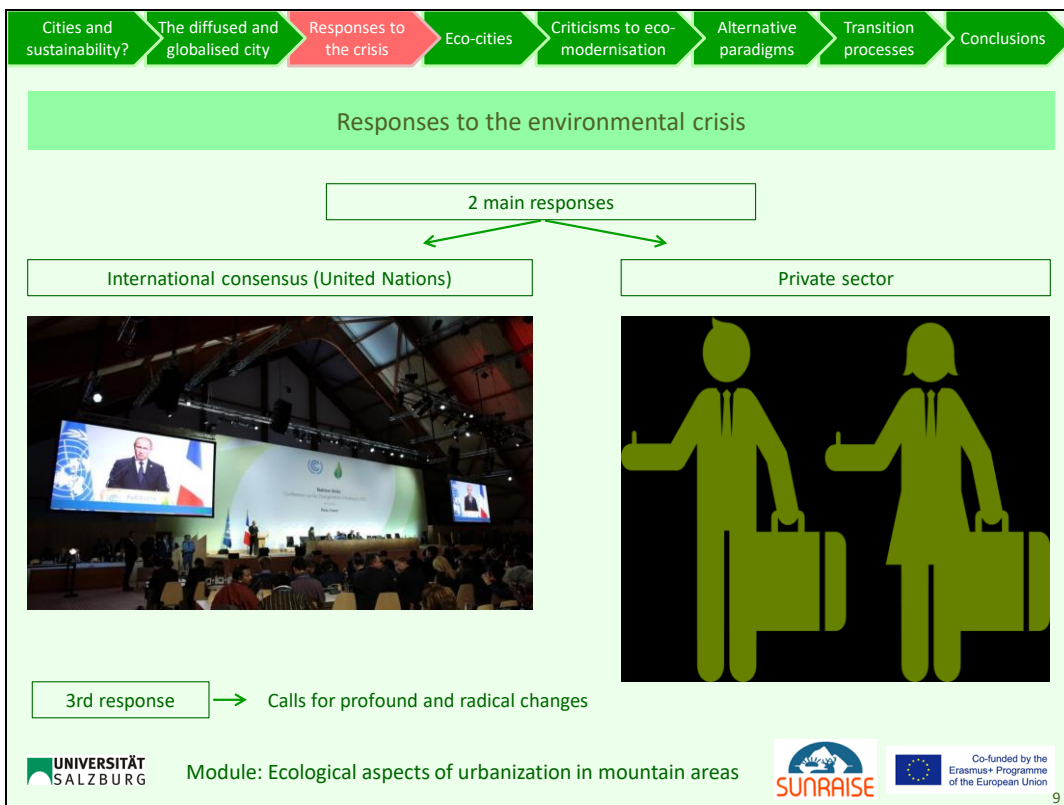 Cities and
sustainability?
The diffused and
globalised city
Responses to
the crisis
Eco-cities
Criticisms to eco-
modernisation
Alternative
paradigms
Transition
processes
Conclusions
Responses to the environmental crisis
2 main responses
International consensus (United Nations)
Private sector
3rd response
Calls for profound and radical changes
UNIVERSITÄT
SALZBURG
Module: Ecological aspects of urbanization in mountain areas
SUNRAISE
Co-funded by the
Erasmus+ Programme
of the European Union
9